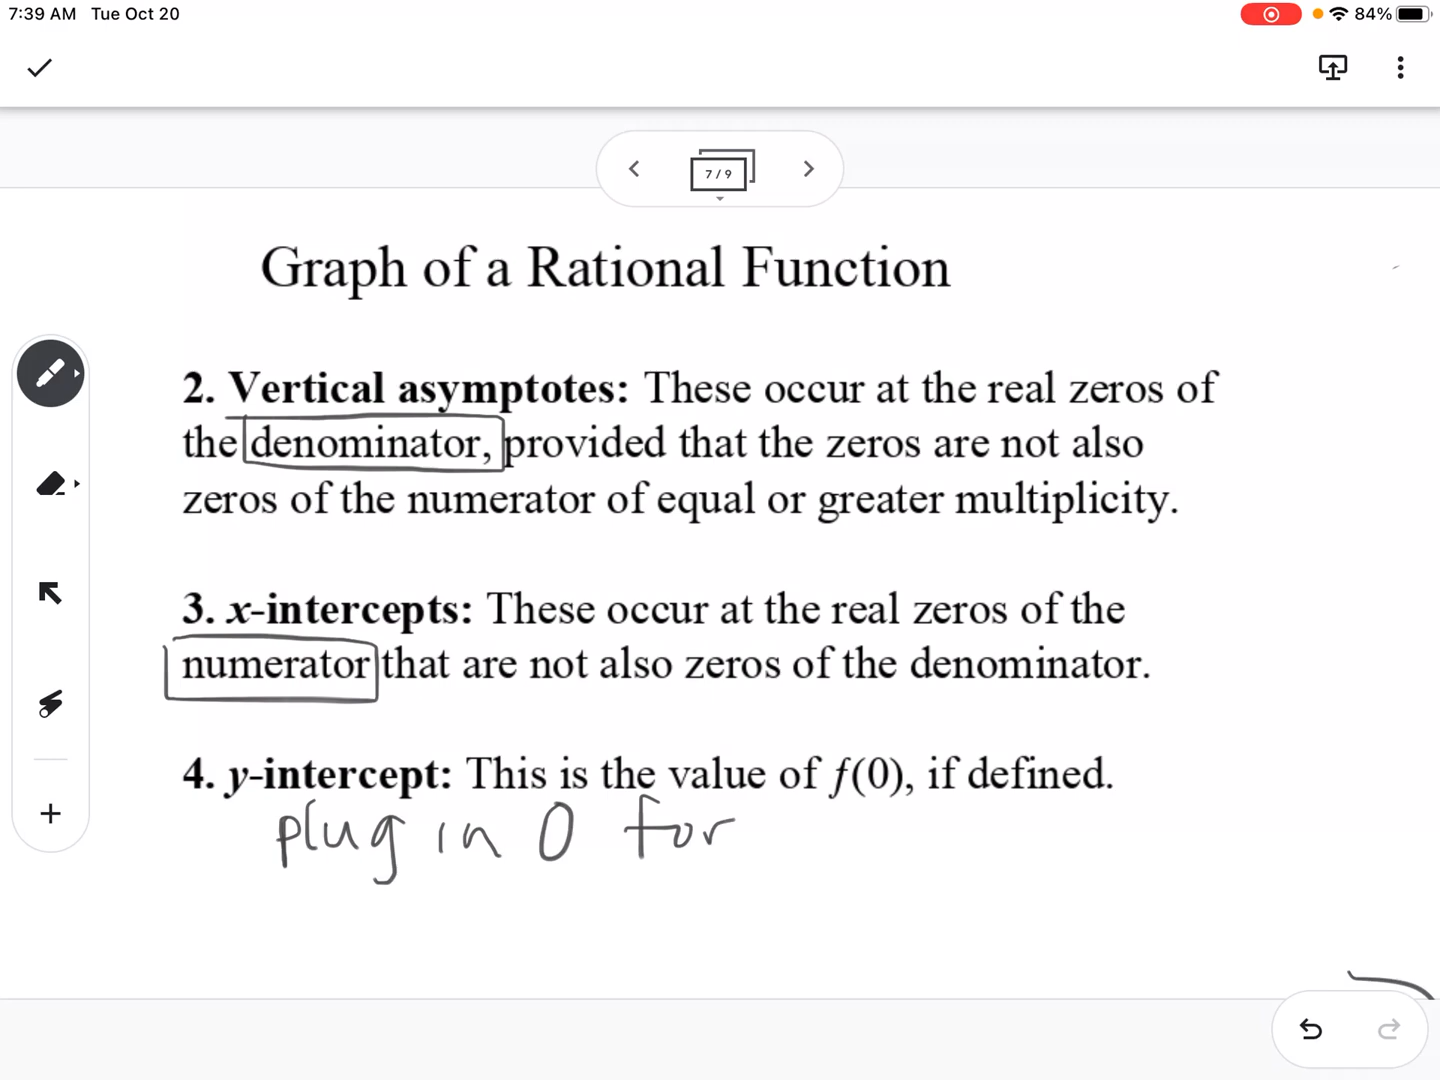 7:39 AM Tue Oct 20
84%
7 / 9
Graph of a Rational Function
2. Vertical asymptotes: These occur at the real zeros of
the denominator, provided that the zeros are not also
zeros of the numerator of equal or greater multiplicity.
3. x-intercepts: These occur at the real zeros of the
numerator that are not also zeros of the denominator.
4. y-intercept: This is the value of f(0), if defined.
plug in 0 for